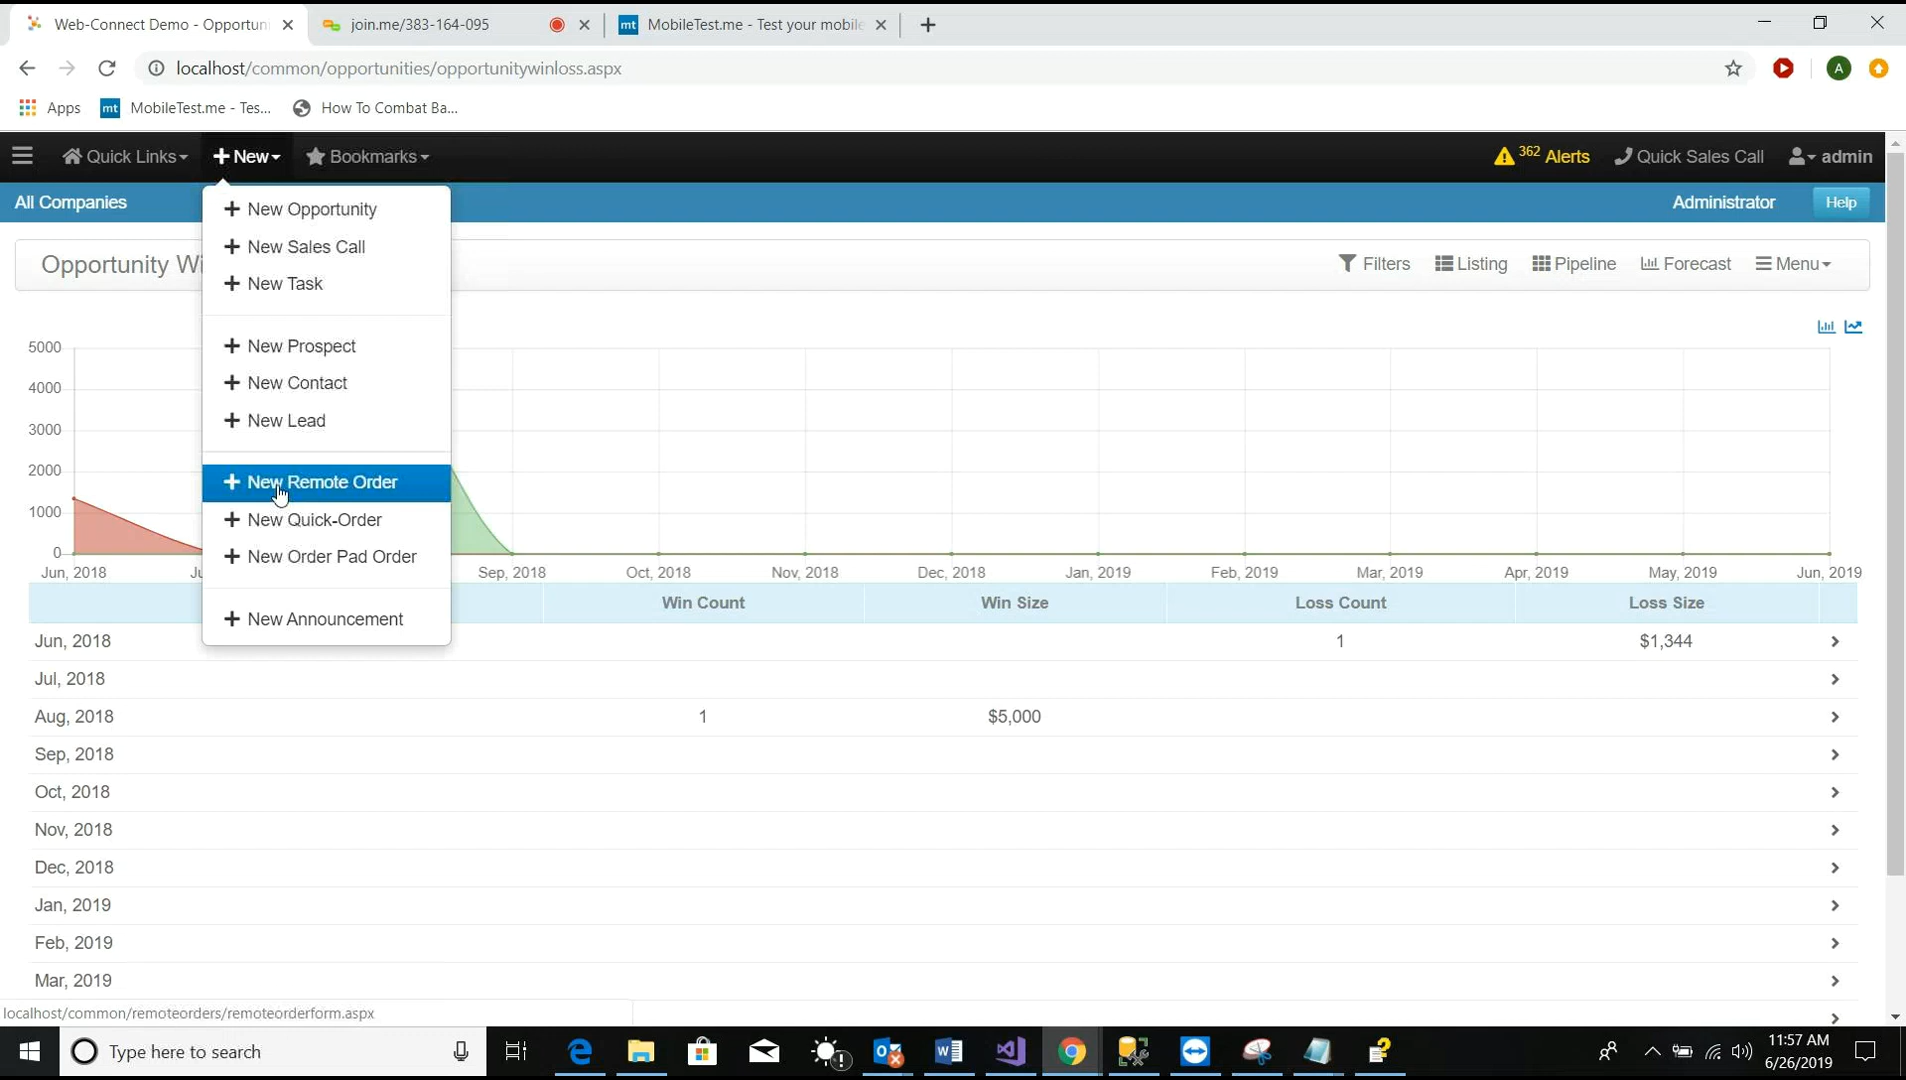 Web-Connect Demo - Opportun
join.me/383-164-095
mt MobileTest.me - Test your mobile
localhost/common/opportunities/opportunitywinloss.aspx
A
Apps
mt MobileTest.me - Tes...
How To Combat Ba...
Quick Links
New
Bookmarks
362 Alerts
Quick Sales Call
admin
All Companies
Administrator
Help
Opportunity Wi
Filters
Listing
Pipeline
Forecast
Menu
New Opportunity
New Sales Call
New Task
New Prospect
New Contact
New Lead
New Remote Order
New Quick-Order
New Order Pad Order
New Announcement
5000
4000
3000
2000
1000
0
Jun, 2018 Ju Sep, 2018 Oct, 2018 Nov, 2018 Dec, 2018 Jan, 2019 Feb, 2019 Mar, 2019 Apr, 2019 May, 2019 Jun, 2019
Win Count Win Size Loss Count Loss Size
Jun, 2018 1 $1,344
Jul, 2018
Aug, 2018 1 $5,000
Sep, 2018
Oct, 2018
Nov, 2018
Dec, 2018
Jan, 2019
Feb, 2019
Mar, 2019
localhost/common/remoteorders/remoteorderform.aspx
Type here to search
11:57 AM
6/26/2019